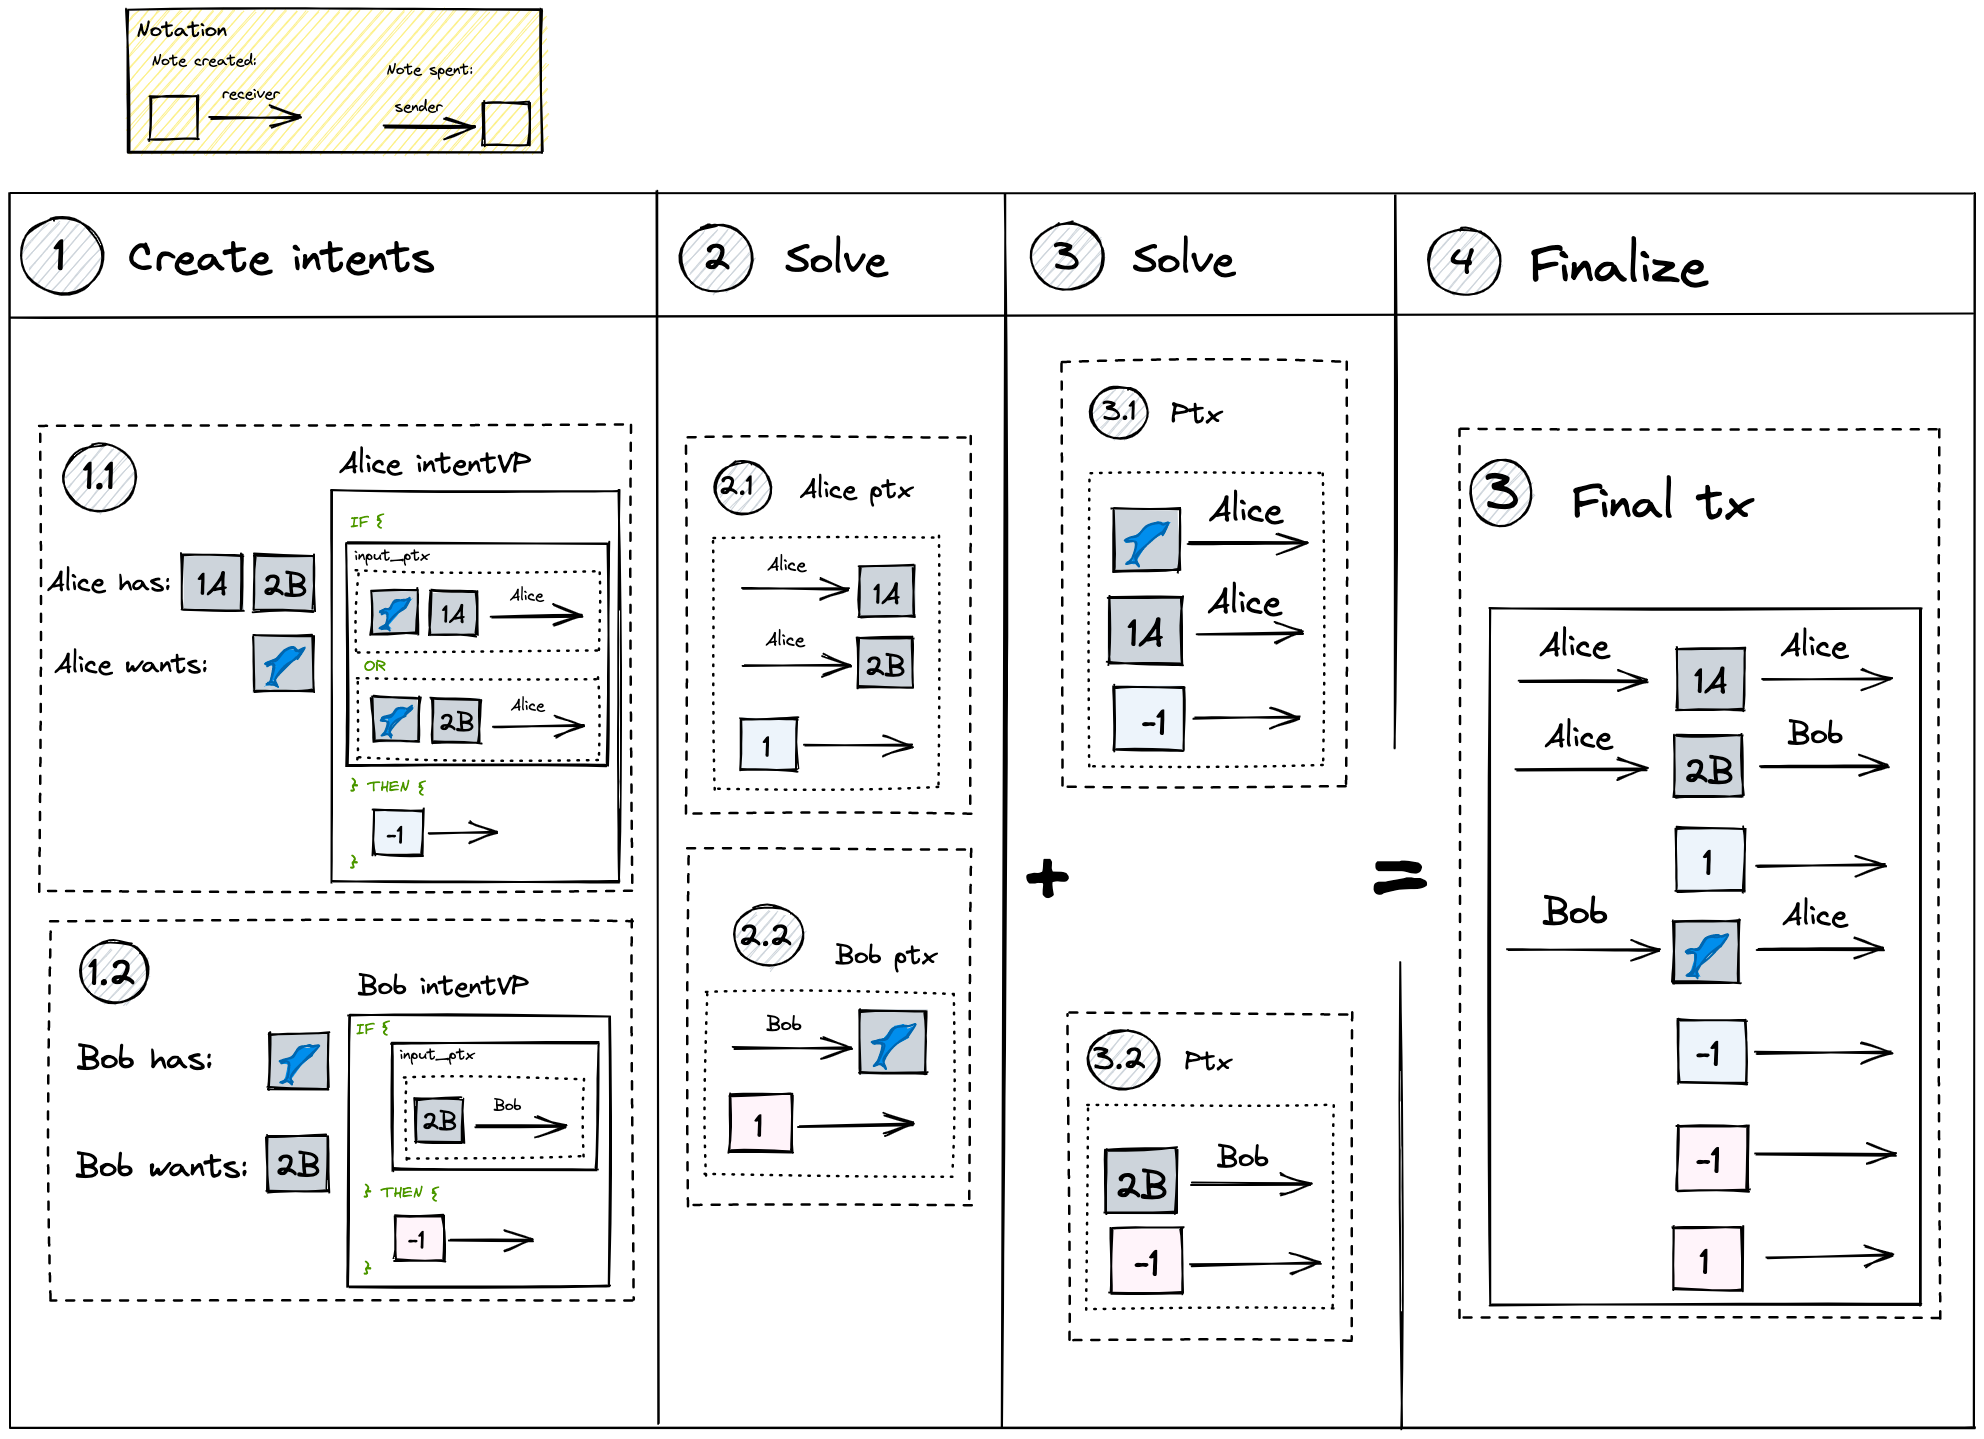 Notation
Note created:
receiver
Note spent:
sender
1 Create intents
2 Solve
3 Solve
4 Finalize
1.1
Alice intentVP
Alice has: 1A 2B
Alice wants:
IF {
input_ptx
1A Alice
OR
2B Alice
} THEN {
-1
}
1.2
Bob intentVP
Bob has:
Bob wants: 2B
IF {
input_ptx
2B Bob
} THEN {
-1
}
2.1 Alice ptx
Alice 1A
Alice 2B
1
2.2 Bob ptx
Bob
1
3.1 Ptx
Alice
1A Alice
-1
+
3.2 Ptx
2B Bob
-1
=
3 Final tx
Alice 1A Alice
Alice 2B Bob
1
Bob Alice
-1
-1
1